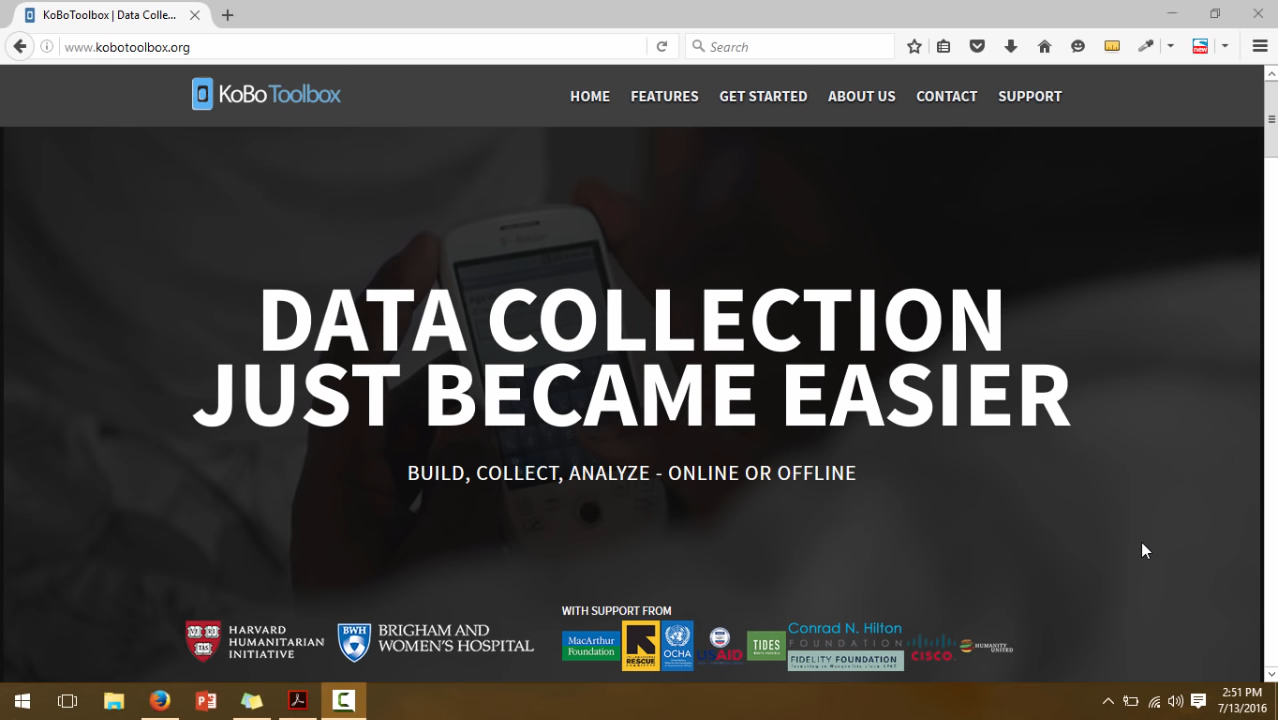 KoBoToolbox | Data Colle...
www.kobotoolbox.org
Search
new
KoBo Toolbox
HOME FEATURES GET STARTED ABOUT US CONTACT SUPPORT
DATA COLLECTION
JUST BECAME EASIER
BUILD, COLLECT, ANALYZE - ONLINE OR OFFLINE
WITH SUPPORT FROM
HARVARD
HUMANITARIAN
INITIATIVE
BWH
BRIGHAM AND
WOMEN'S HOSPITAL
MacArthur
Foundation
RESCUE
OCHA
USAID
TIDES
Conrad N. Hilton
FOUNDATION
FIDELITY FOUNDATION
CISCO
HUMANITY
UNITED
2:51 PM
7/13/2016